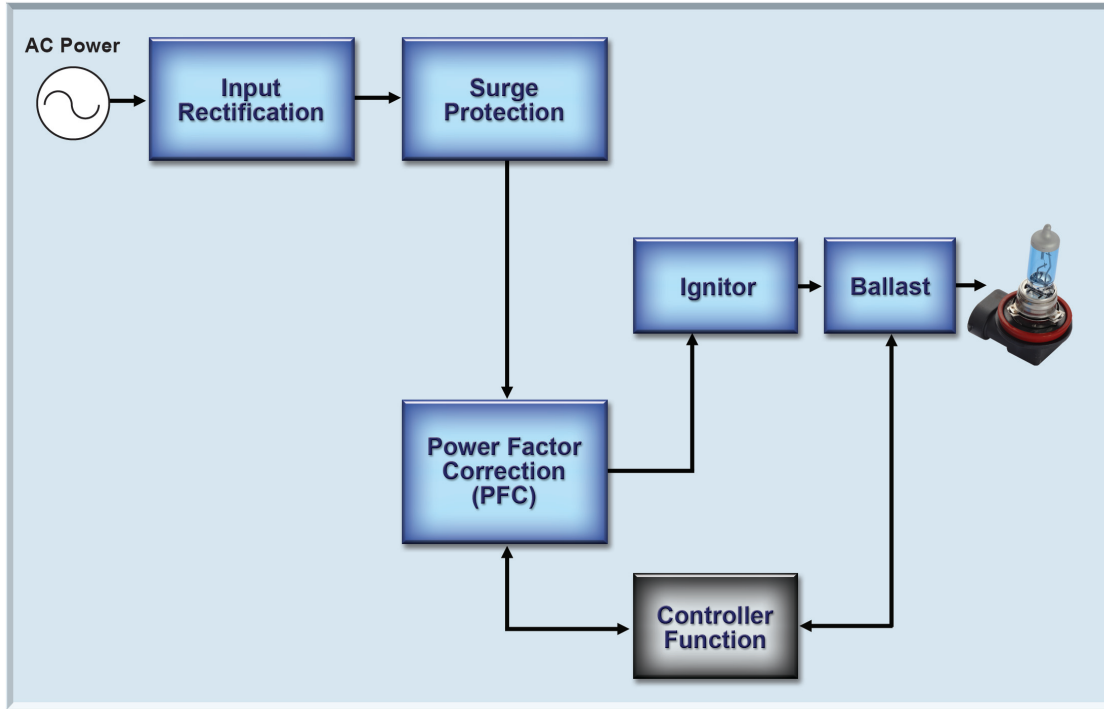 AC Power
Input
Rectification
Surge
Protection
Ignitor
Ballast
Power Factor
Correction
(PFC)
Controller
Function